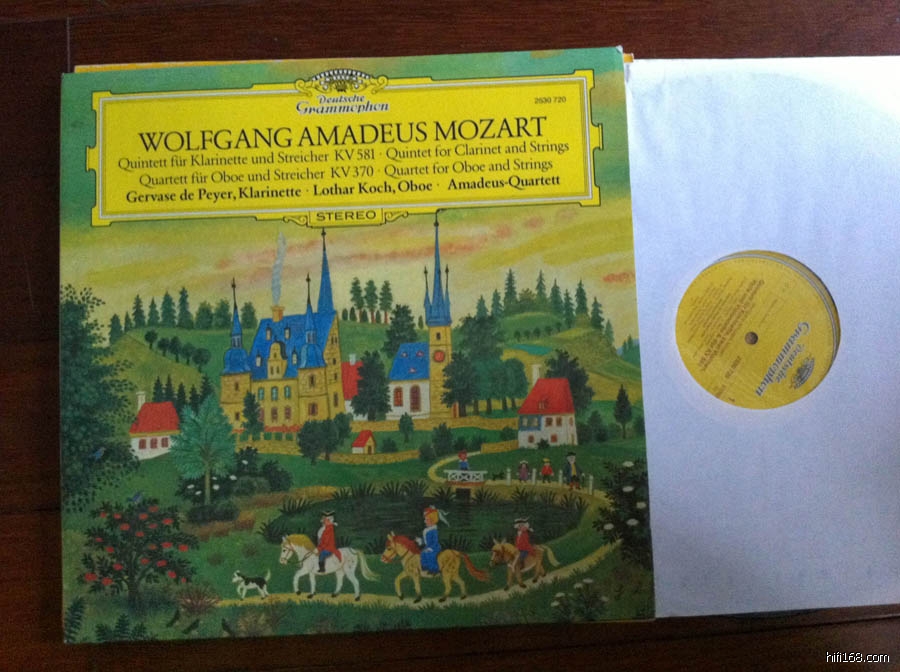 Deutsche
Grammophon
2530 720
WOLFGANG AMADEUS MOZART
Quintett für Klarinette und Streicher KV 581 · Quintet for Clarinet and Strings
Quartett für Oboe und Streicher KV 370 · Quartet for Oboe and Strings
Gervase de Peyer, Klarinette · Lothar Koch, Oboe · Amadeus-Quartett
STEREO
Deutsche
Grammophon
hifi168.com